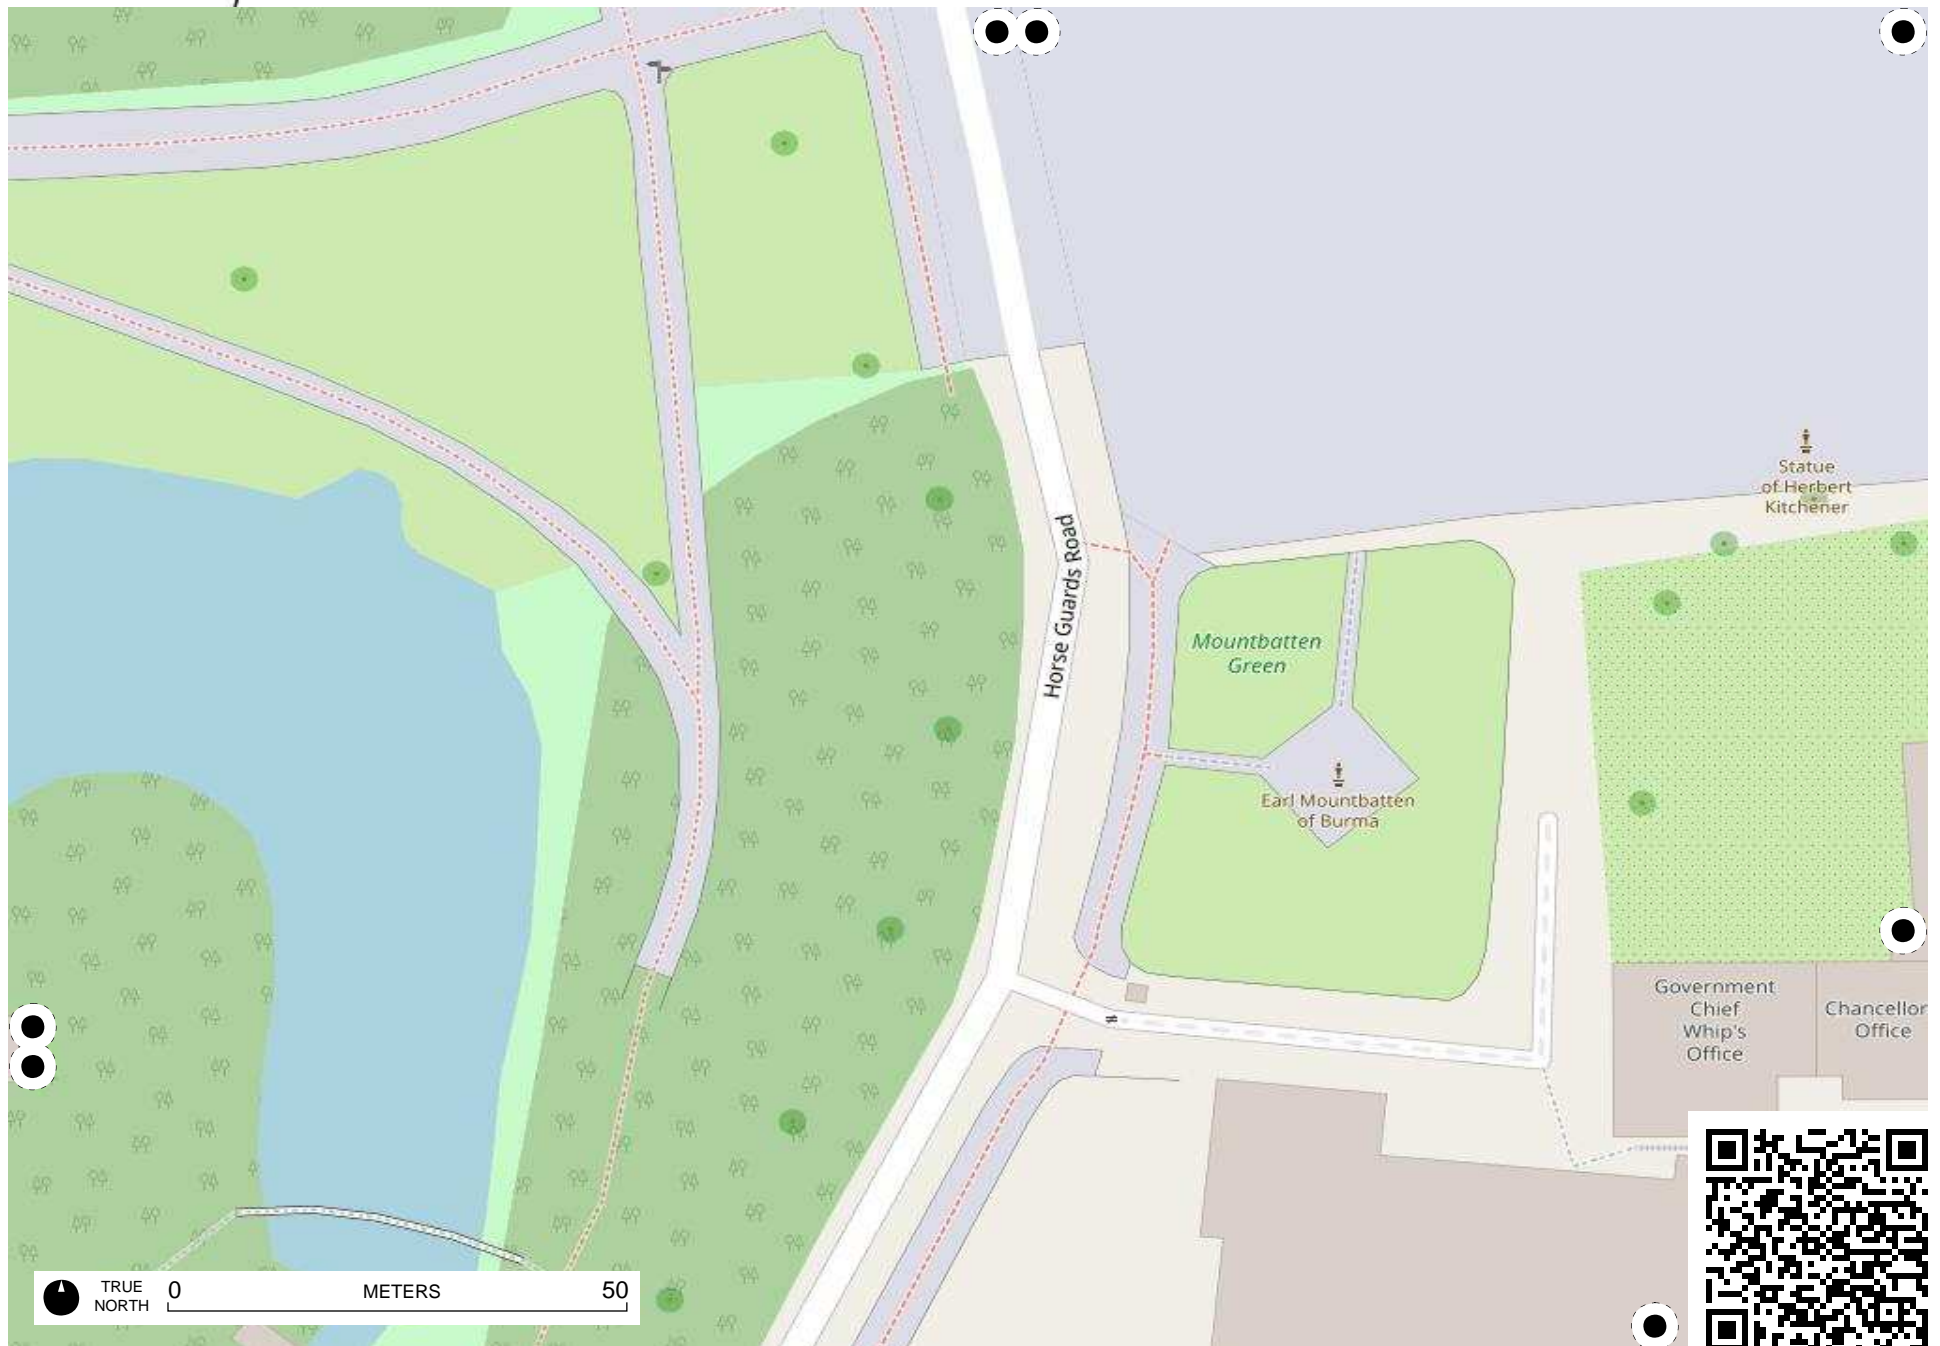 Statue
of Herbert
Kitchener
Horse Guards Road
Mountbatten
Green
Earl Mountbatten
of Burma
Government
Chief
Whip's
Office
Chancellor
Office
TRUE
NORTH
0
METERS
50